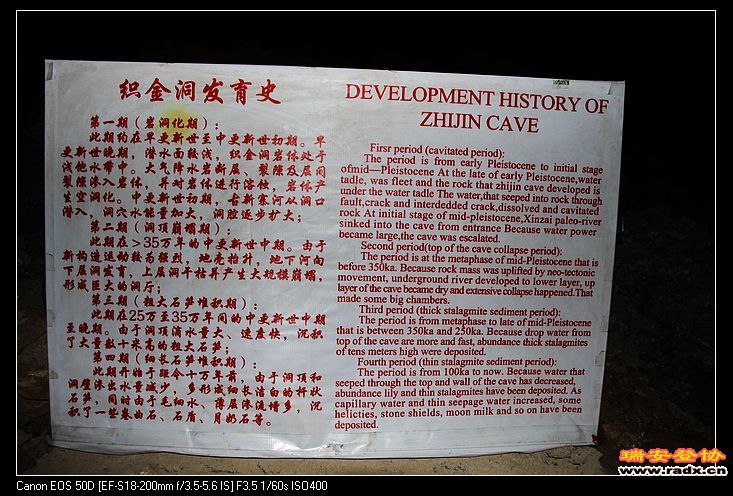 织金洞发育史
第一期（岩洞化期）：
此期约在早更新世至中更新世初期。早
更新世晚期，潜水面较浅，织金洞岩体处于
浅他水带中。大气降水岩断层、裂隙及层间
裂隙渗入岩体，并对岩体进行溶蚀，岩体产
生空洞化。中更新世初期，古新寨河从洞口
潜入，洞穴水能量加大，洞腔逐步扩大；
第二期（洞顶崩塌期）：
此期在＞35万年的中更新世中期。由于
新构造运动较为强烈，地壳抬升，地下河向
下层洞发育，上层洞干枯并产生大规模崩塌，
形成巨大的洞厅；
第三期（粗大石笋堆积期）：
此期在25万至35万年间的中更新世中期
至晚期。由于洞顶滴水量大、速度快，沉积
了大量数十米高的粗大石笋；
第四期（细长石笋堆积期）：
此期开始于距今十万年前，由于洞顶和
洞壁渗出水量减少，多形成细长洁白的杆状
石笋，同时由于毛细水、薄层渗流增多，沉
积了一些卷曲石、石盾、月奶石等。
DEVELOPMENT HISTORY OF
ZHIJIN CAVE
Firsr period (cavitated period):
The period is from early Pleistocene to initial stage
ofmid—Pleistocene At the late of early Pleistocene,water
tadle, was fleet and the rock that zhijin cave developed is
under the water tadle The water,that seeped into rock through
fault,crack and interdedded crack,dissolved and cavitated
rock At initial stage of mid-pleistocene,Xinzai paleo-river
sinked into the cave from entrance Because water power
became large,the cave was escalated.
Second period(top of the cave collapse period):
The period is at the metaphase of mid-Pleistocene that is
before 350ka. Because rock mass was uplifted by neo-tectonic
movement, underground river developed to lower layer, up
layer of the cave became dry and extensive collapse happened.That
made some big chambers.
Third period (thick stalagmite sediment period):
The period is from metaphase to late of mid-Pleistocene
that is between 350ka and 250ka. Because drop water from
top of the cave are more and fast, abundance thick stalagmites
of tens meters high were deposited.
Fourth period (thin stalagmite sediment period):
The period is from 100ka to now. Because water that
seeped through the top and wall of the cave has decreased,
abundance lily and thin stalagmites have been deposited. As
capillary water and thin seepage water increased, some
helicties, stone shields, moon milk and so on have been
deposited.
瑞安登协
www.radx.cn
Canon EOS 50D [EF-S18-200mm f/3.5-5.6 IS] F3.5 1/60s ISO400